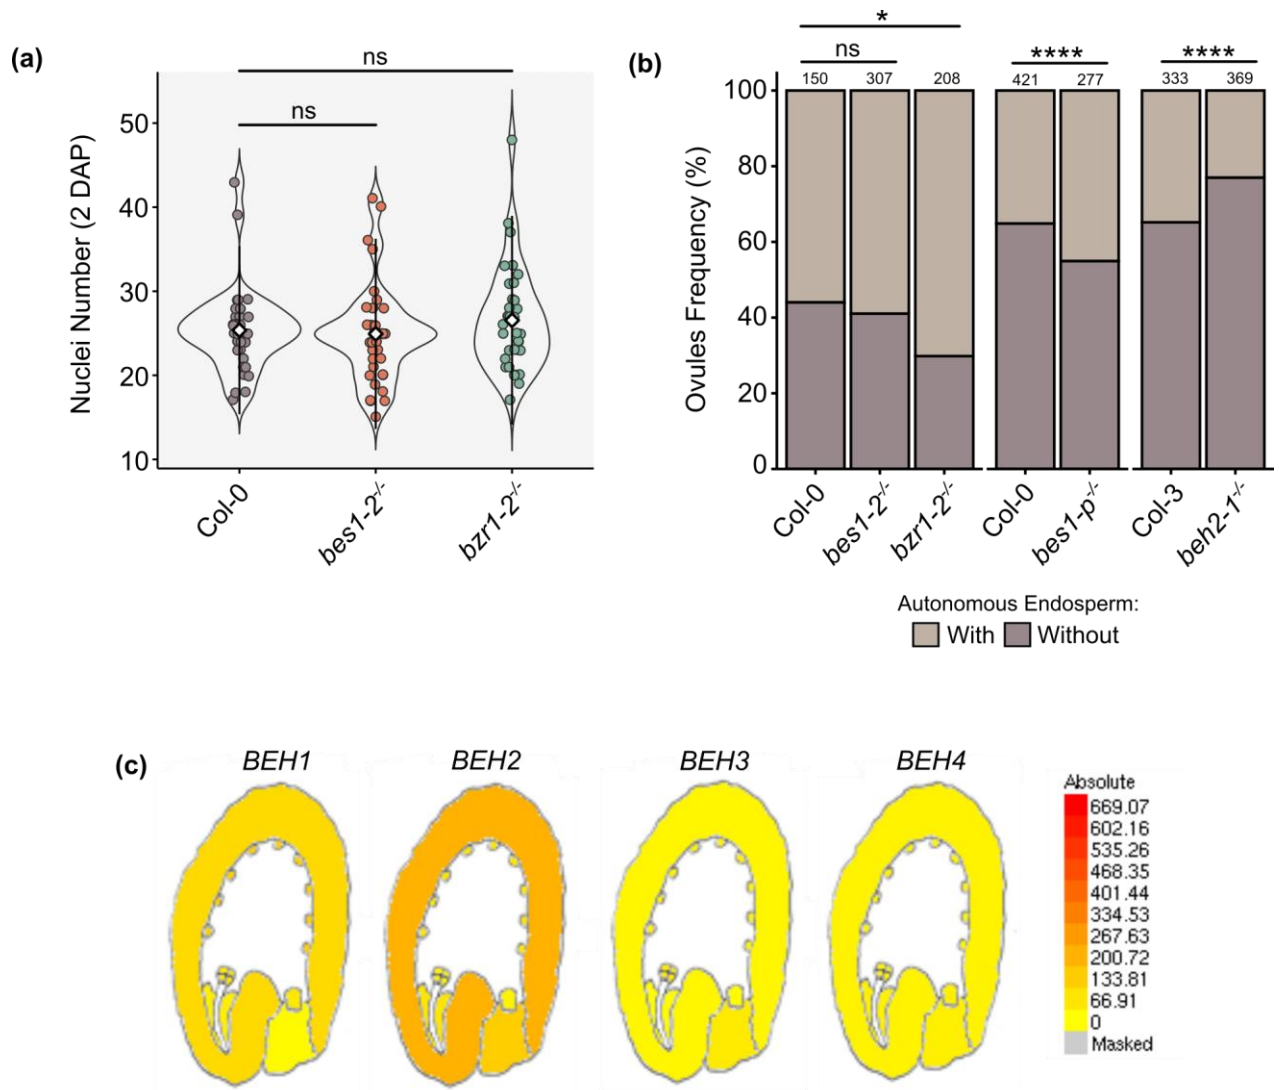 (a)
ns
ns
Nuclei Number (2 DAP)
50
40
30
20
10
Col-0
bes1-2-/-
bzr1-2-/-
(b)
*
ns
****
****
150 307 208 421 277 333 369
Ovules Frequency (%)
100
80
60
40
20
0
Col-0
bes1-2-/-
bzr1-2-/-
Col-0
bes1-p-/-
Col-3
beh2-1-/-
Autonomous Endosperm:
With Without
(c)
BEH1 BEH2 BEH3 BEH4
Absolute
669.07
602.16
535.26
468.35
401.44
334.53
267.63
200.72
133.81
66.91
0
Masked